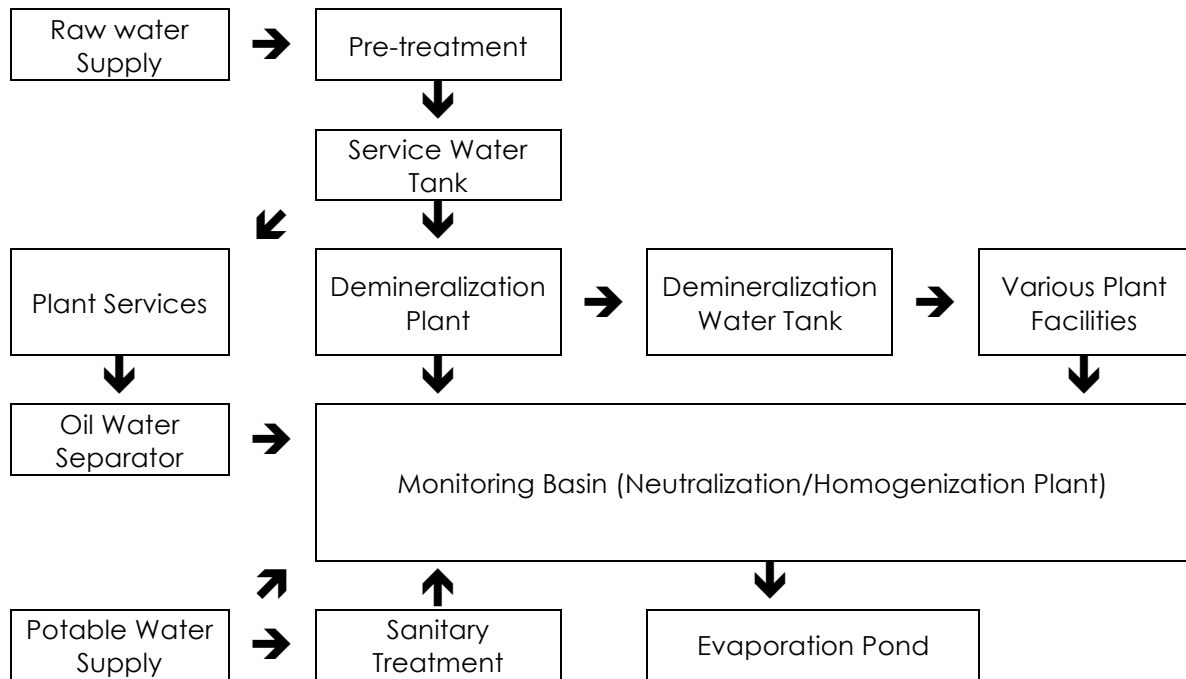 Raw water
Supply
Pre-treatment
Service Water
Tank
Plant Services
Demineralization
Plant
Demineralization
Water Tank
Various Plant
Facilities
Oil Water
Separator
Monitoring Basin (Neutralization/Homogenization Plant)
Potable Water
Supply
Sanitary
Treatment
Evaporation Pond